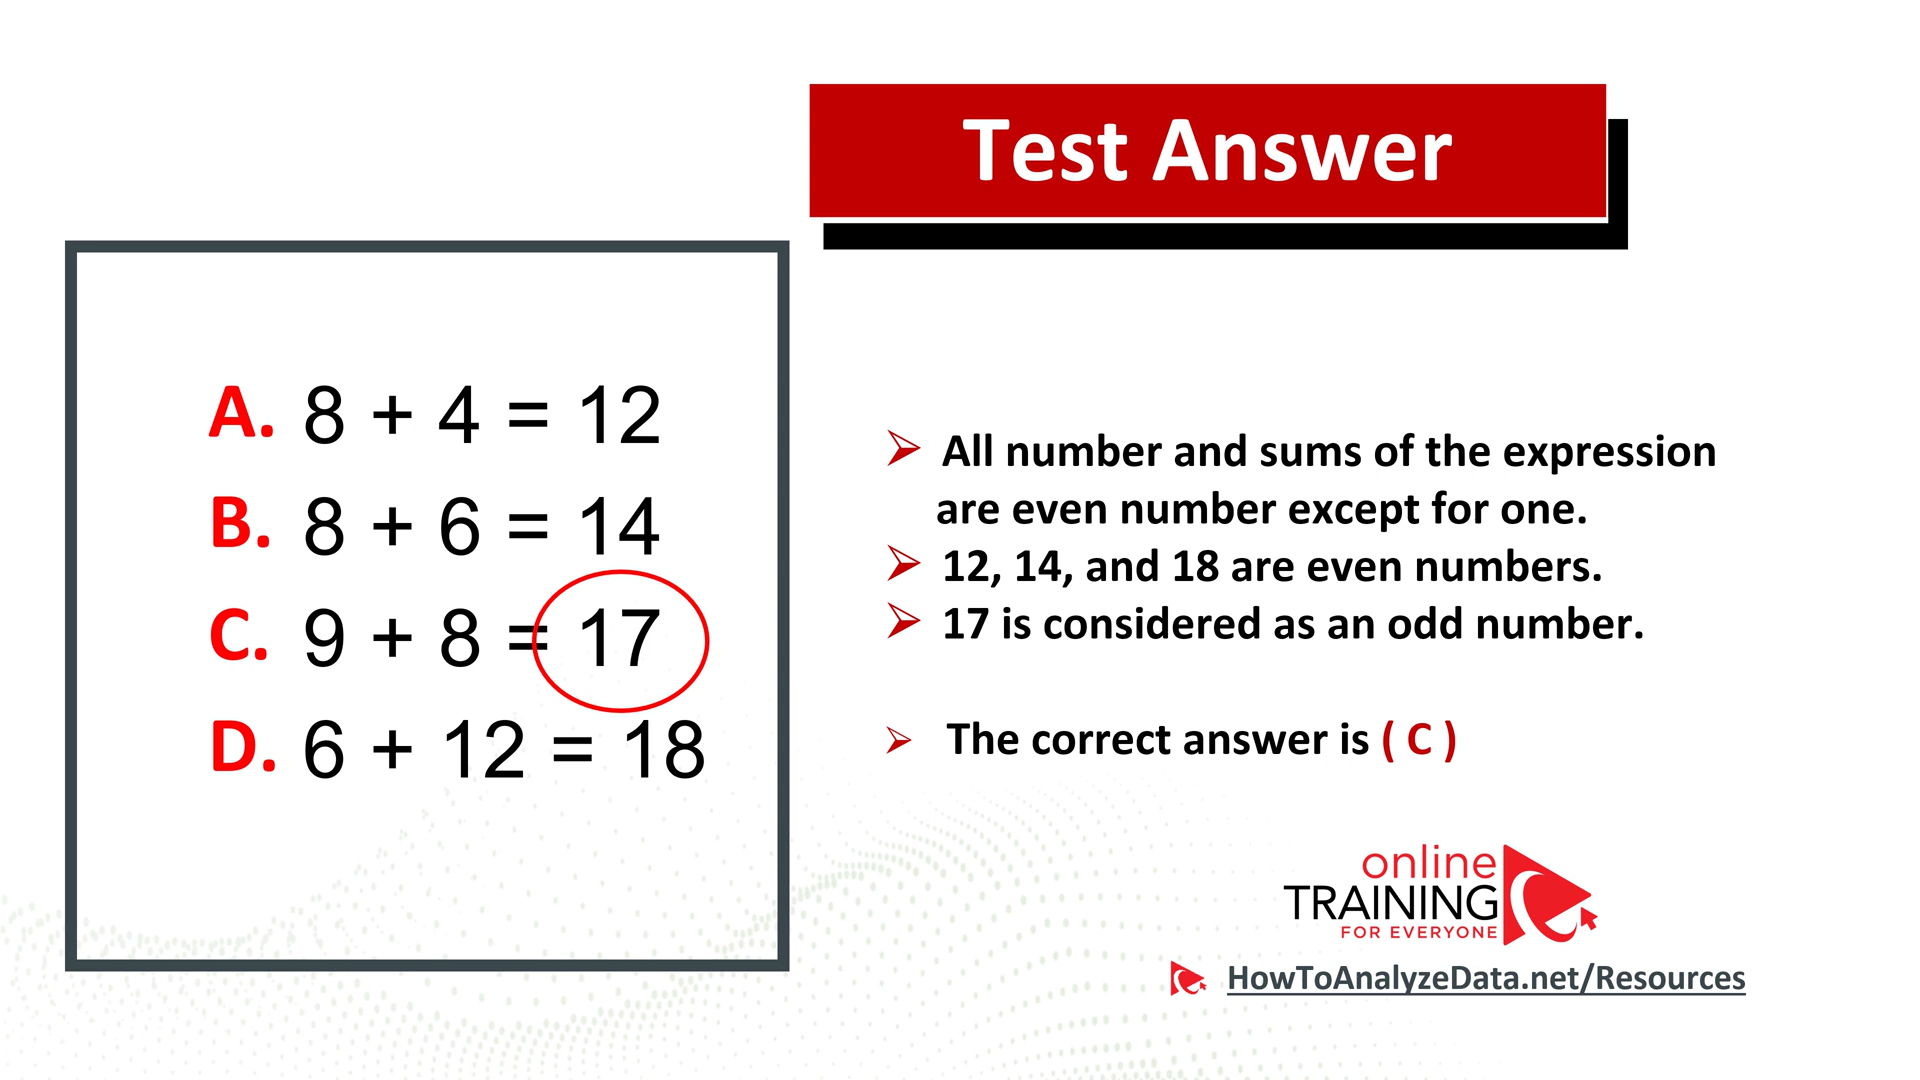 Test Answer
A. 8 + 4 = 12
B. 8 + 6 = 14
C. 9 + 8 = 17
D. 6 + 12 = 18
➢ All number and sums of the expression
are even number except for one.
➢ 12, 14, and 18 are even numbers.
➢ 17 is considered as an odd number.
➢ The correct answer is ( C )
online
TRAINING
FOR EVERYONE
HowToAnalyzeData.net/Resources